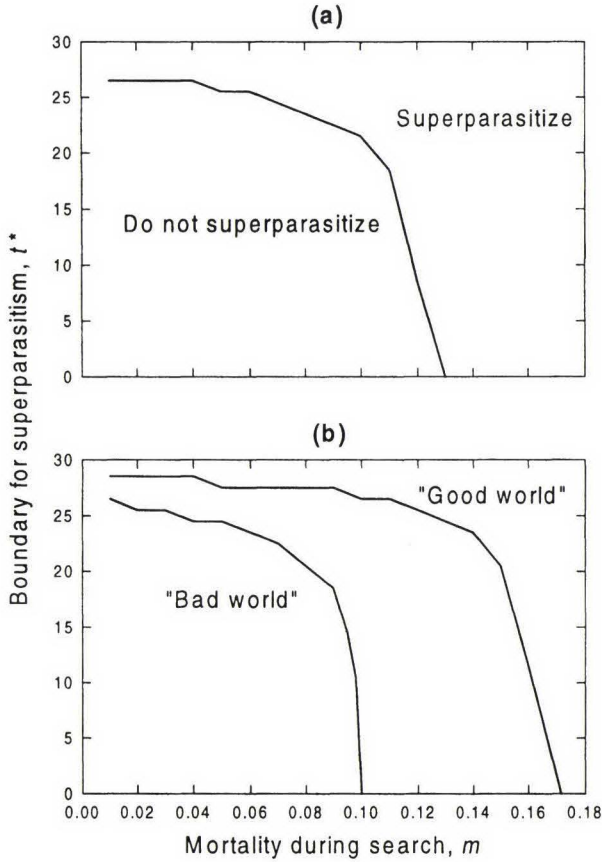 (a)
30
25
20
15
10
5
0
Superparasitize
Do not superparasitize
Boundary for superparasitism, t*
(b)
30
25
20
15
10
5
0
"Good world"
"Bad world"
0.00 0.02 0.04 0.06 0.08 0.10 0.12 0.14 0.16 0.18
Mortality during search, m